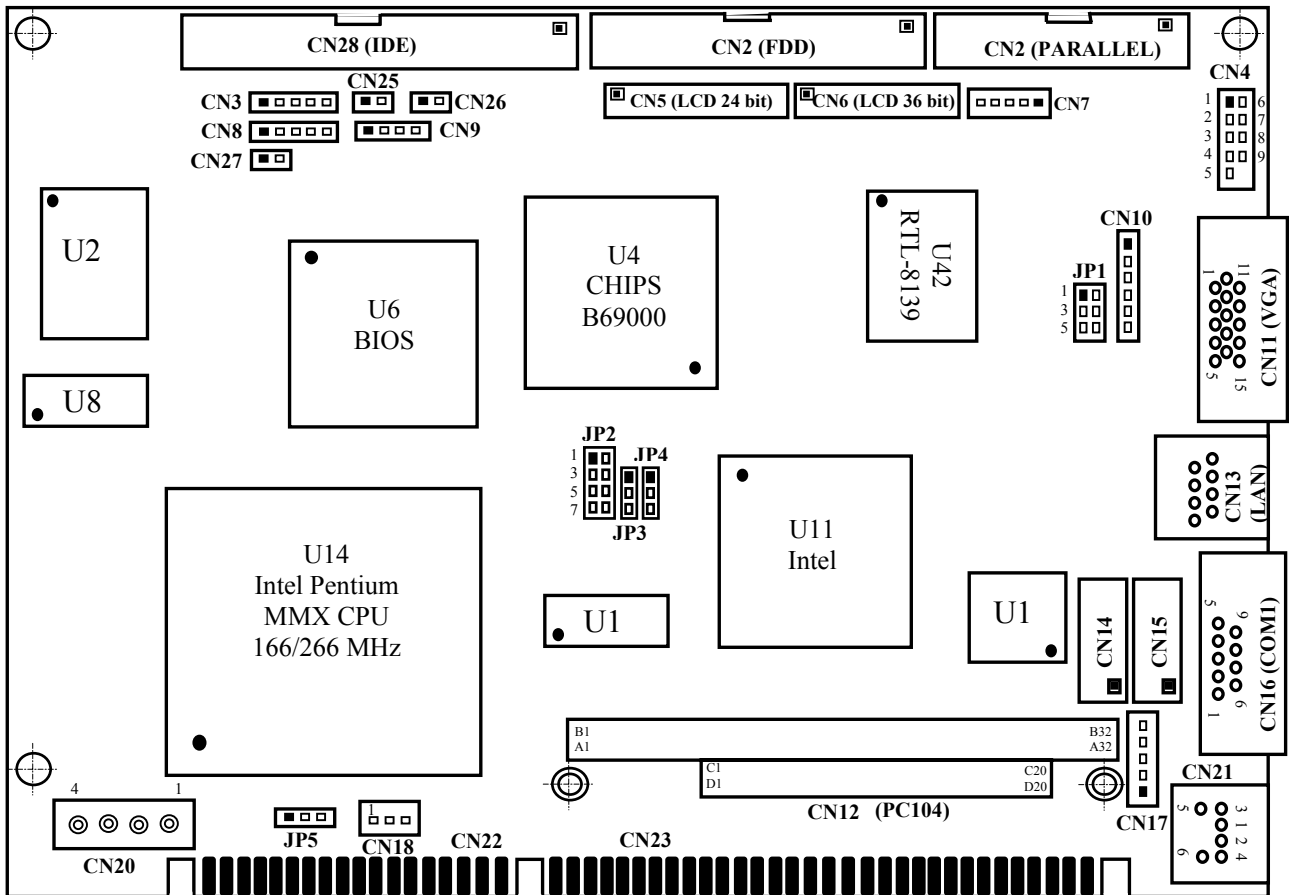 CN28 (IDE)
CN2 (FDD)
CN2 (PARALLEL)
CN4
CN3
CN25
CN26
CN5 (LCD 24 bit)
CN6 (LCD 36 bit)
CN7
CN8
CN9
CN27
1 6
2 7
3 8
4 9
5
U2
U6
BIOS
U4
CHIPS
B69000
U42
RTL-8139
CN10
JP1
1
3
5
1
11
5
15
CN11 (VGA)
U8
JP2
1
3
5
7
JP4
JP3
U11
Intel
CN13
(LAN)
U14
Intel Pentium
MMX CPU
166/266 MHz
U1
U1
CN14
CN15
5
9
1
6
CN16 (COM1)
B1 B32
A1 A32
C1 C20
D1 D20
CN12 (PC104)
CN17
CN21
5 3
1
2
6 4
4 1
CN20
JP5
1
CN18
CN22
CN23